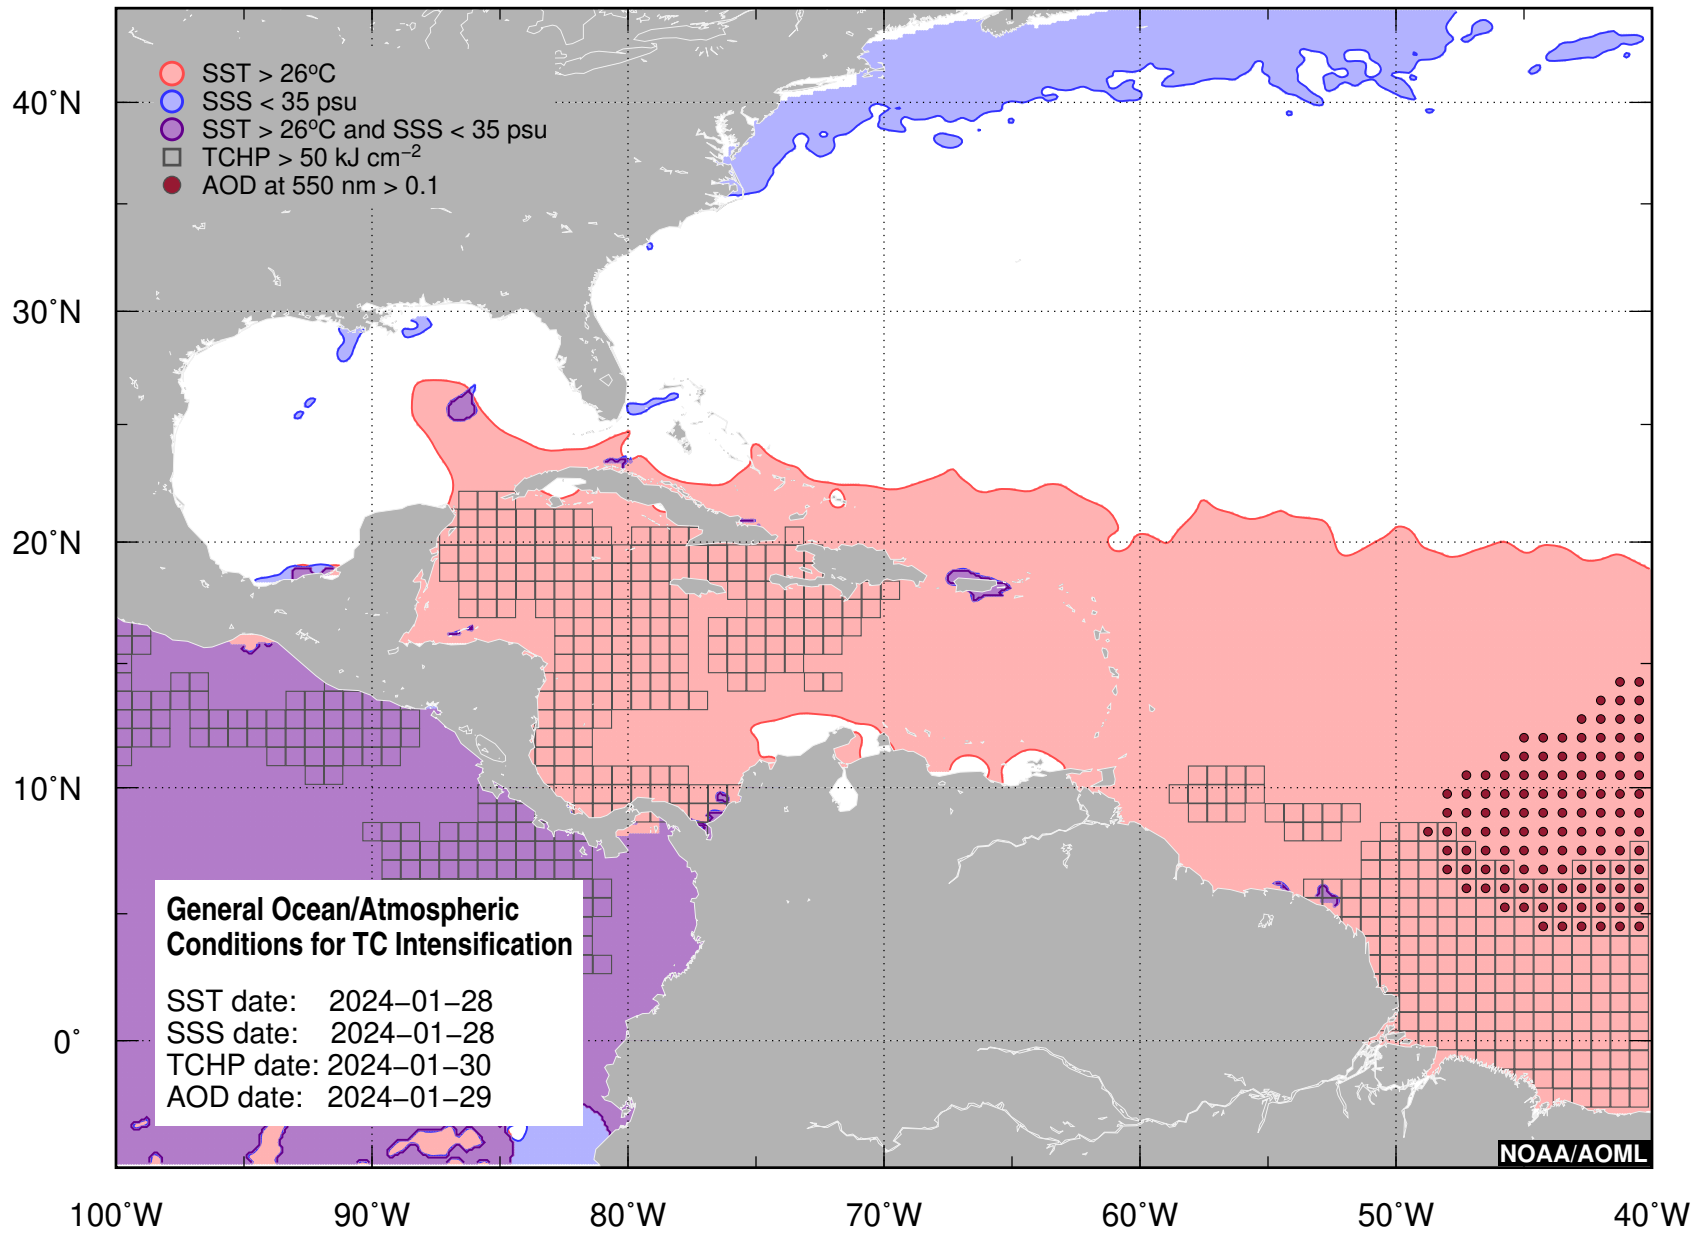 SST > 26ºC
SSS < 35 psu
SST > 26ºC and SSS < 35 psu
TCHP > 50 kJ cm⁻²
AOD at 550 nm > 0.1
40˚N
30˚N
20˚N
10˚N
0˚
General Ocean/Atmospheric
Conditions for TC Intensification
SST date: 2024−01−28
SSS date: 2024−01−28
TCHP date: 2024−01−30
AOD date: 2024−01−29
NOAA/AOML
100˚W 90˚W 80˚W 70˚W 60˚W 50˚W 40˚W